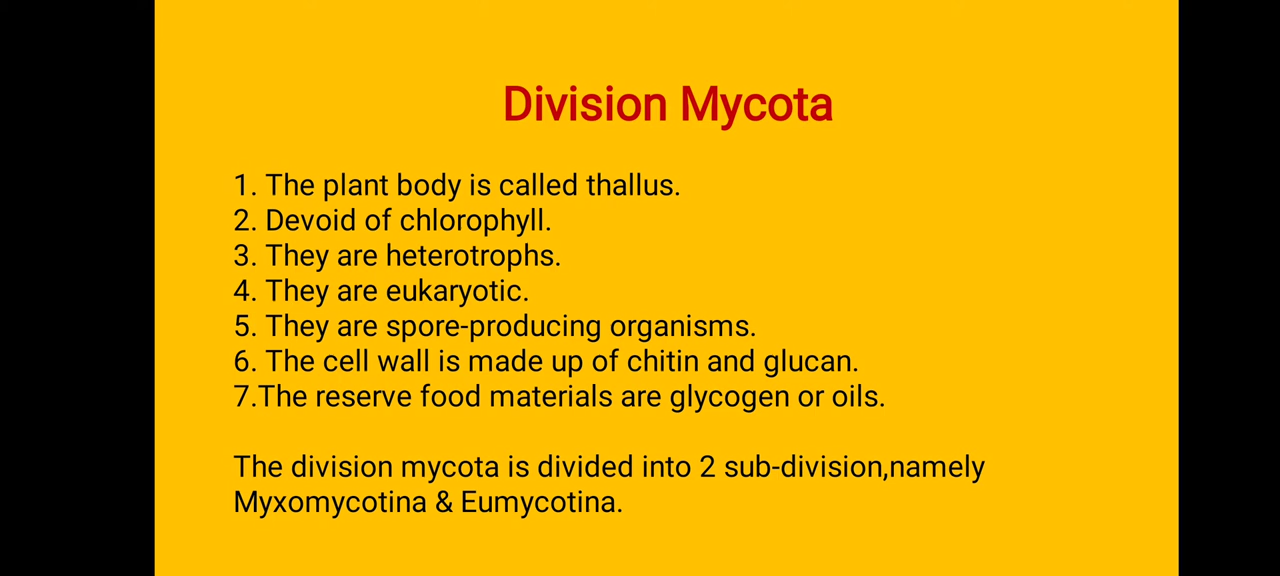 Division Mycota
1. The plant body is called thallus.
2. Devoid of chlorophyll.
3. They are heterotrophs.
4. They are eukaryotic.
5. They are spore-producing organisms.
6. The cell wall is made up of chitin and glucan.
7.The reserve food materials are glycogen or oils.
The division mycota is divided into 2 sub-division,namely
Myxomycotina & Eumycotina.